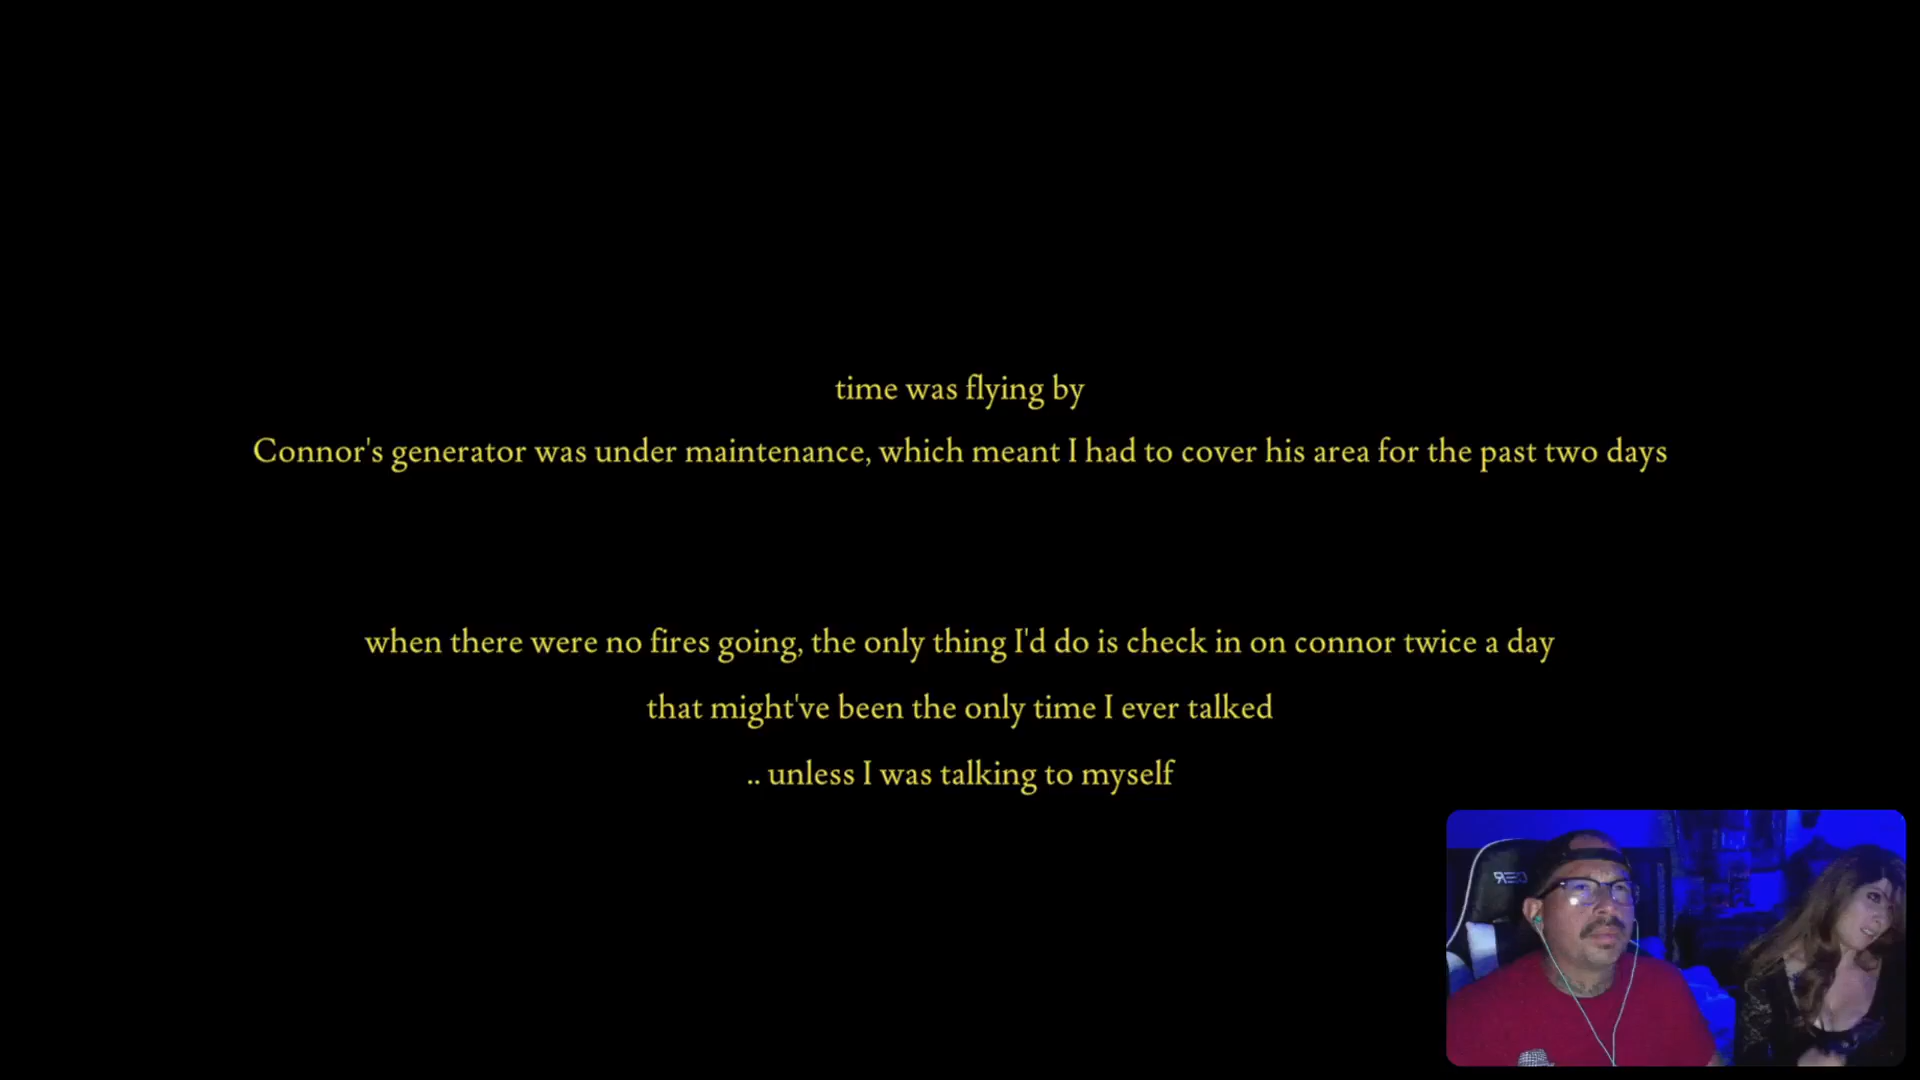 time was flying by
Connor's generator was under maintenance, which meant I had to cover his area for the past two days
when there were no fires going, the only thing I'd do is check in on connor twice a day
that might've been the only time I ever talked
.. unless I was talking to myself